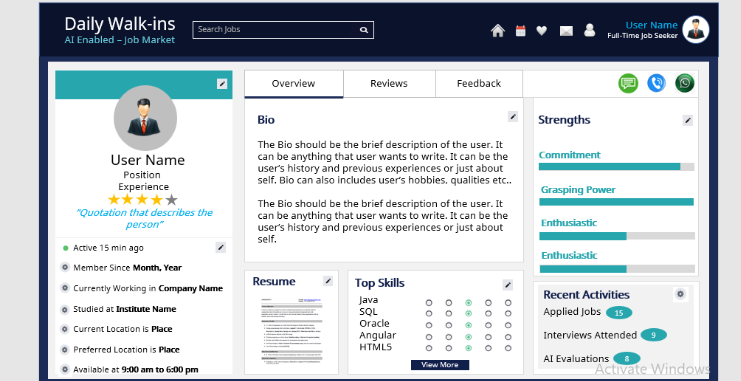 Daily Walk-ins
AI Enabled – Job Market
Search Jobs
User Name
Full-Time Job Seeker
Overview
Reviews
Feedback
User Name
Position
Experience
"Quotation that describes the
person"
Active 15 min ago
Member Since Month, Year
Currently Working in Company Name
Studied at Institute Name
Current Location is Place
Preferred Location is Place
Available at 9:00 am to 6:00 pm
Bio
The Bio should be the brief description of the user. It
can be anything that user wants to write. It can be the
user's history and previous experiences or just about
self. Bio can also includes user's hobbies, qualities etc..
The Bio should be the brief description of the user. It
can be anything that user wants to write. It can be the
user's history and previous experiences or just about
self.
Resume
Top Skills
Java
SQL
Oracle
Angular
HTML5
View More
Strengths
Commitment
Grasping Power
Enthusiastic
Enthusiastic
Recent Activities
Applied Jobs 15
Interviews Attended 9
AI Evaluations 8
Activate Windows